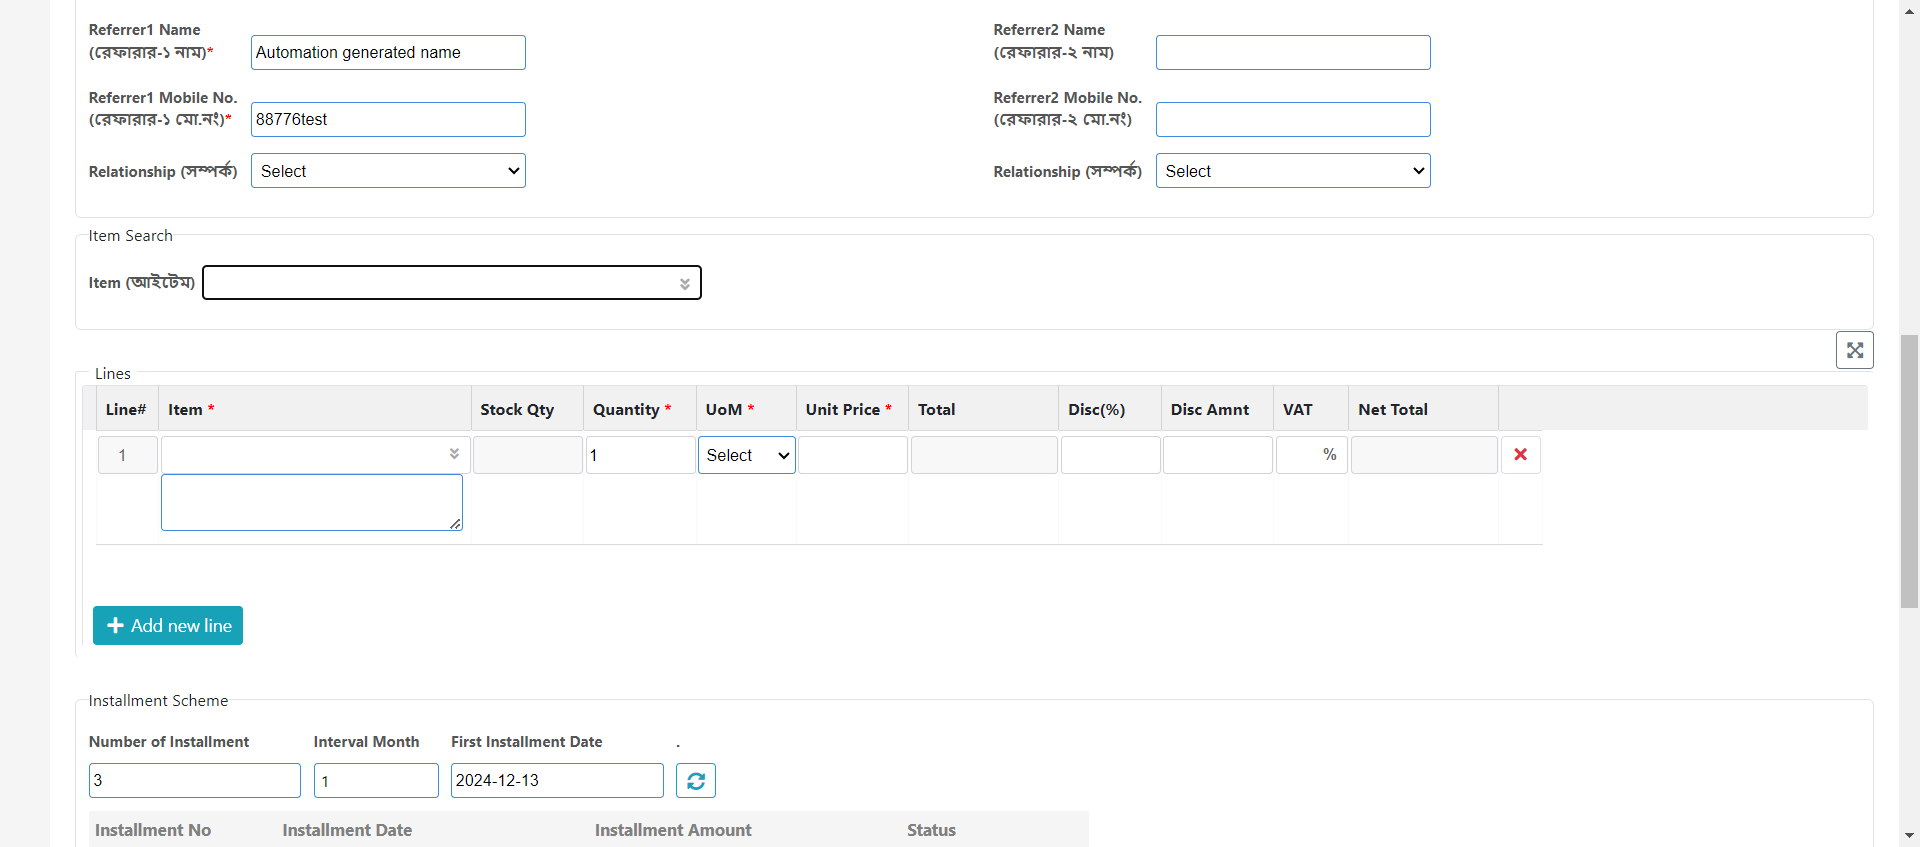 Referrer1 Name
(রেফারার-১ নাম)*
Automation generated name
Referrer2 Name
(রেফারার-২ নাম)
Referrer1 Mobile No.
(রেফারার-১ মো.নং)*
88776test
Referrer2 Mobile No.
(রেফারার-২ মো.নং)
Relationship (সম্পর্ক)
Select
Relationship (সম্পর্ক)
Select
Item Search
Item (আইটেম)
Lines
Line# Item * Stock Qty Quantity * UoM * Unit Price * Total Disc(%) Disc Amnt VAT Net Total
1 1 Select %
Add new line
Installment Scheme
Number of Installment Interval Month First Installment Date .
3 1 2024-12-13
Installment No Installment Date Installment Amount Status